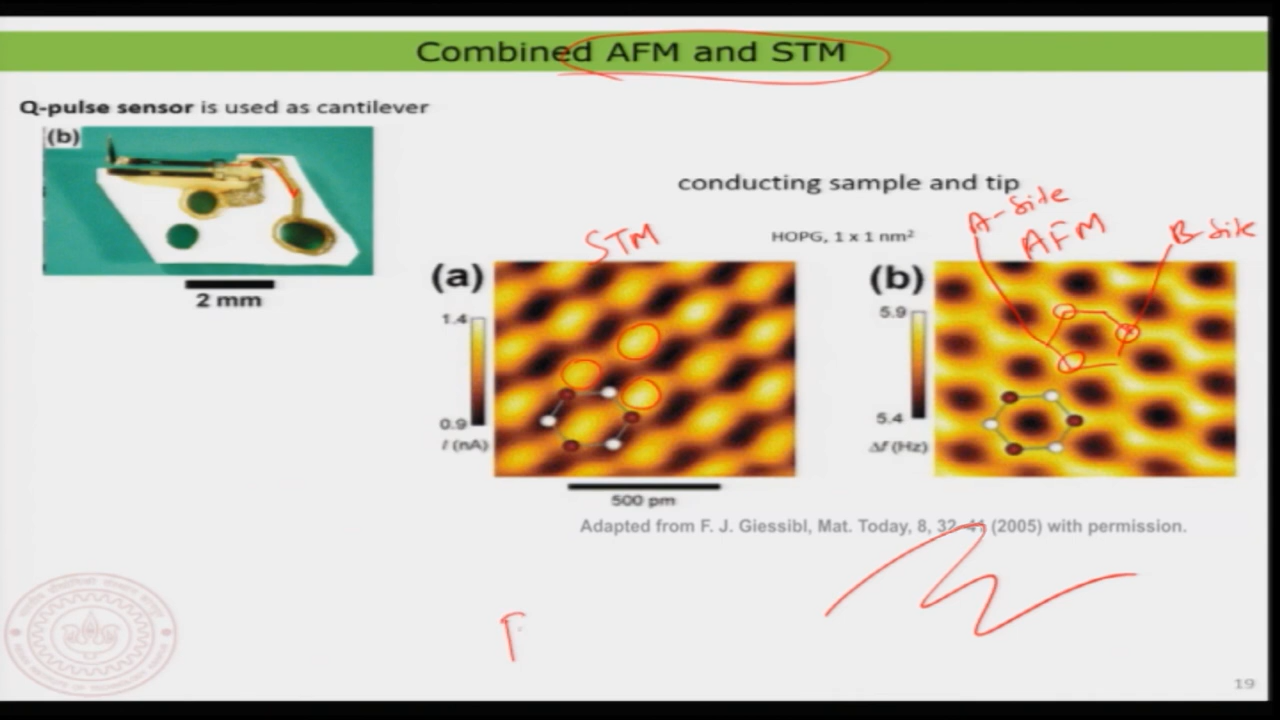 Combined AFM and STM
Q-pulse sensor is used as cantilever
(b)
2 mm
conducting sample and tip
A-site
AFM
B-site
STM
HOPG, 1 x 1 nm²
(a)
1.4
0.9
I (nA)
500 pm
(b)
5.9
5.4
Δf (Hz)
Adapted from F. J. Giessibl, Mat. Today, 8, 32-41 (2005) with permission.
19